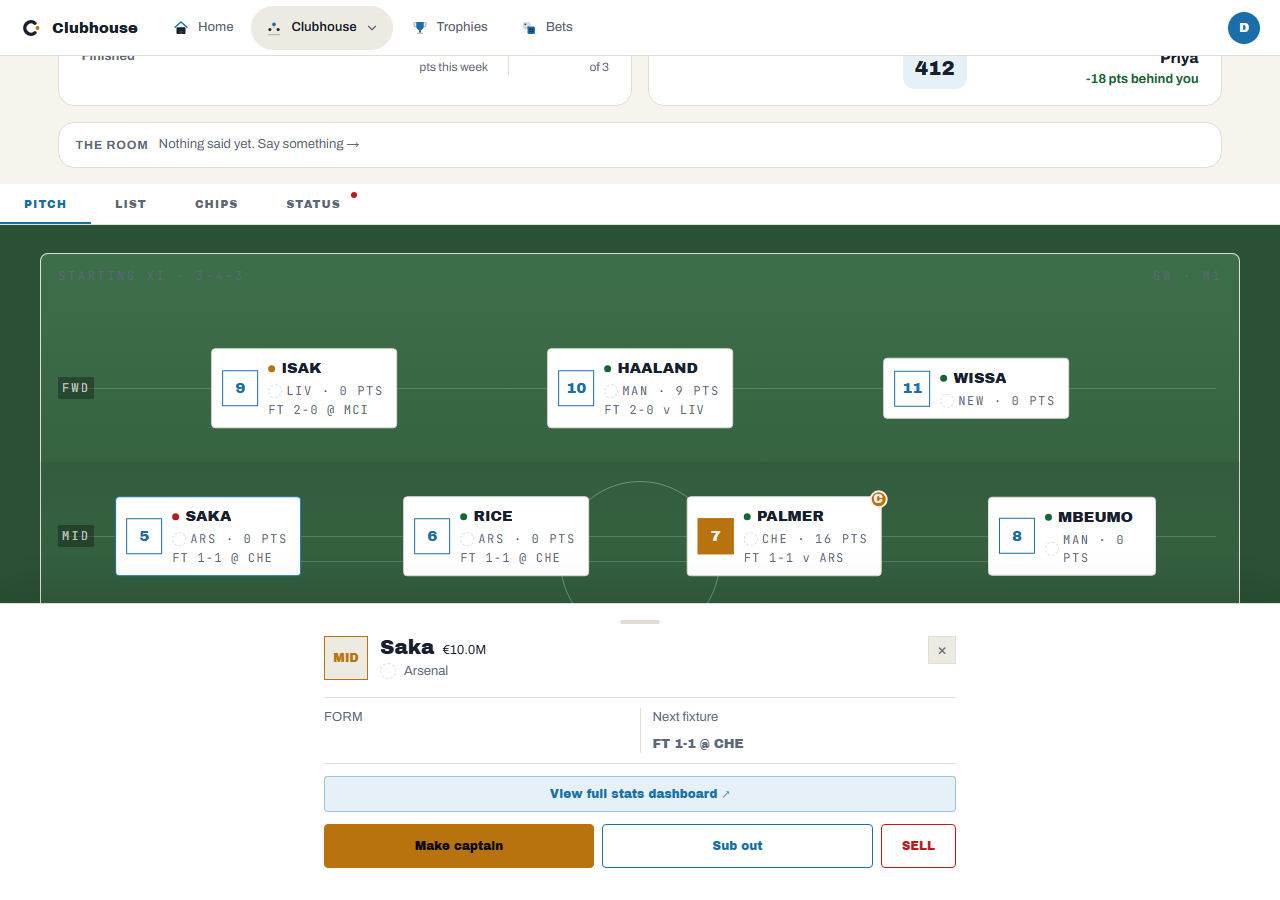 Clubhouse
Home
Clubhouse
Trophies
Bets
D
Finished
pts this week
of 3
412
Priya
-18 pts behind you
THE ROOM
Nothing said yet. Say something →
PITCH
LIST
CHIPS
STATUS
STARTING XI · 3-4-3
FWD
9
ISAK
LIV · 0 PTS
FT 2-0 @ MCI
10
HAALAND
MAN · 9 PTS
FT 2-0 v LIV
11
WISSA
NEW · 0 PTS
MID
5
SAKA
ARS · 0 PTS
FT 1-1 @ CHE
6
RICE
ARS · 0 PTS
FT 1-1 @ CHE
7
C
PALMER
CHE · 16 PTS
FT 1-1 v ARS
8
MBEUMO
MAN · 0
PTS
MID
Saka €10.0M
Arsenal
×
FORM
Next fixture
FT 1-1 @ CHE
View full stats dashboard ↗
Make captain
Sub out
SELL